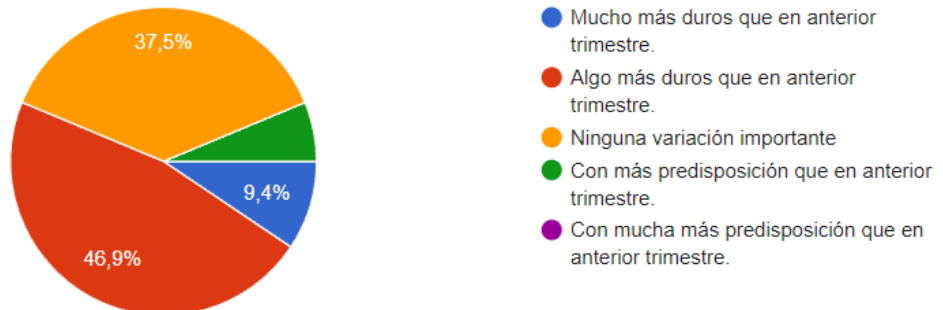 37,5%
9,4%
46,9%
Mucho más duros que en anterior
trimestre.
Algo más duros que en anterior
trimestre.
Ninguna variación importante
Con más predisposición que en anterior
trimestre.
Con mucha más predisposición que en
anterior trimestre.